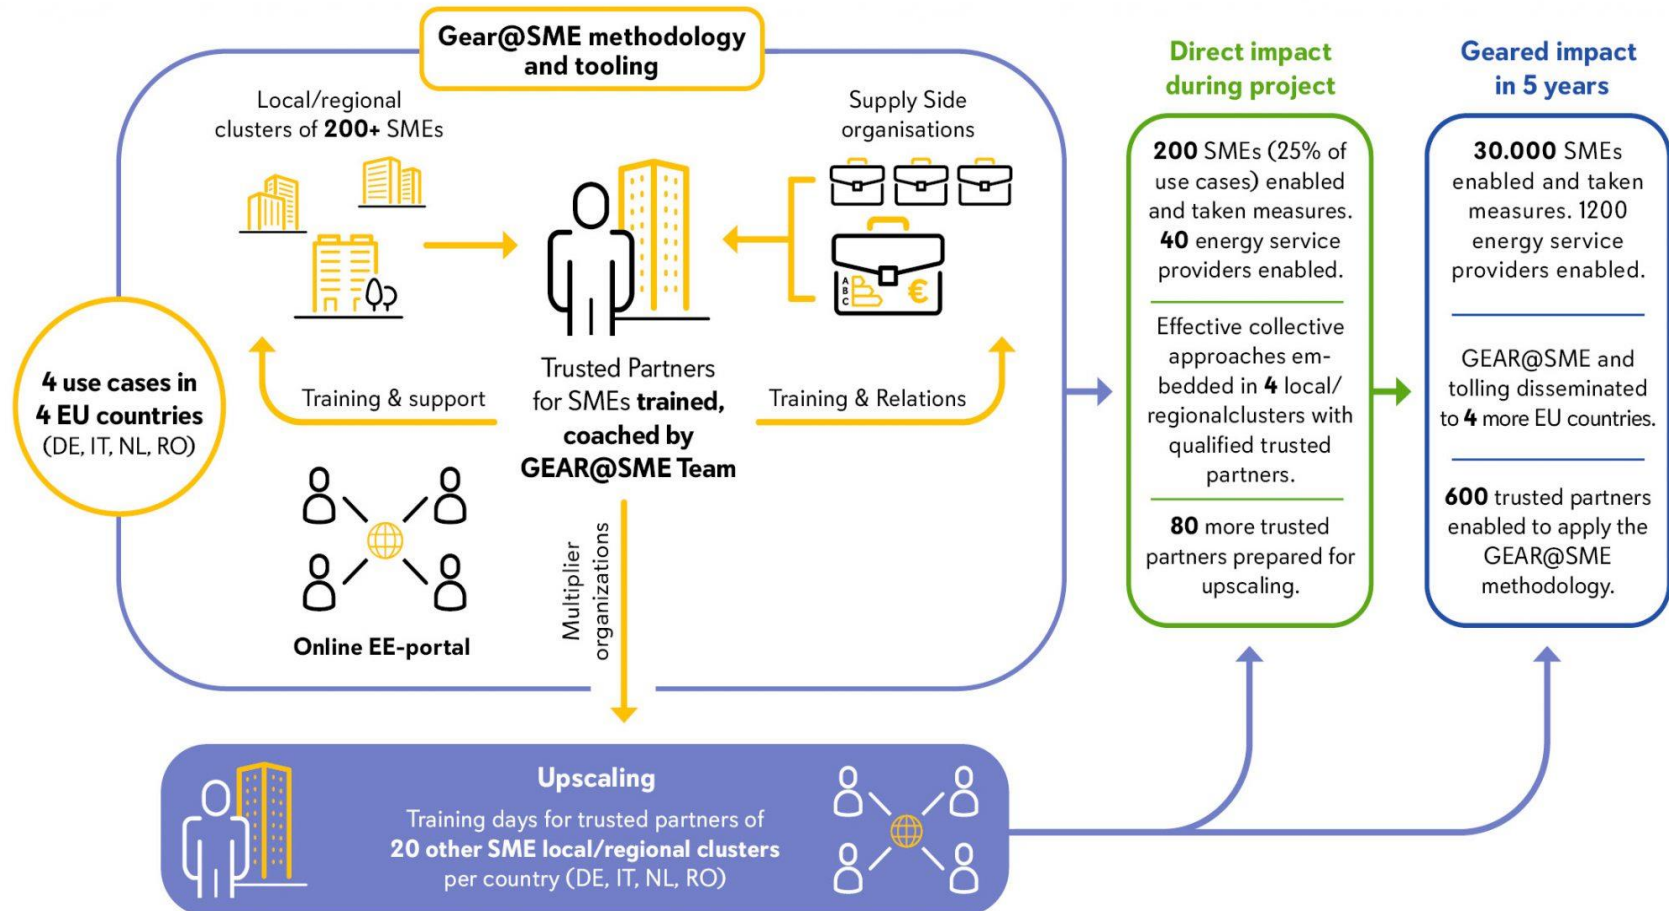 Gear@SME methodology
and tooling
Local/regional
clusters of 200+ SMEs
Supply Side
organisations
A
B
C
€
4 use cases in
4 EU countries
(DE, IT, NL, RO)
Training & support
Trusted Partners
for SMEs trained,
coached by
GEAR@SME Team
Training & Relations
Online EE-portal
Multiplier
organizations
Upscaling
Training days for trusted partners of
20 other SME local/regional clusters
per country (DE, IT, NL, RO)
Direct impact
during project
200 SMEs (25% of
use cases) enabled
and taken measures.
40 energy service
providers enabled.
Effective collective
approaches em-
bedded in 4 local/
regionalclusters with
qualified trusted
partners.
80 more trusted
partners prepared for
upscaling.
Geared impact
in 5 years
30.000 SMEs
enabled and taken
measures. 1200
energy service
providers enabled.
GEAR@SME and
tolling disseminated
to 4 more EU countries.
600 trusted partners
enabled to apply the
GEAR@SME
methodology.